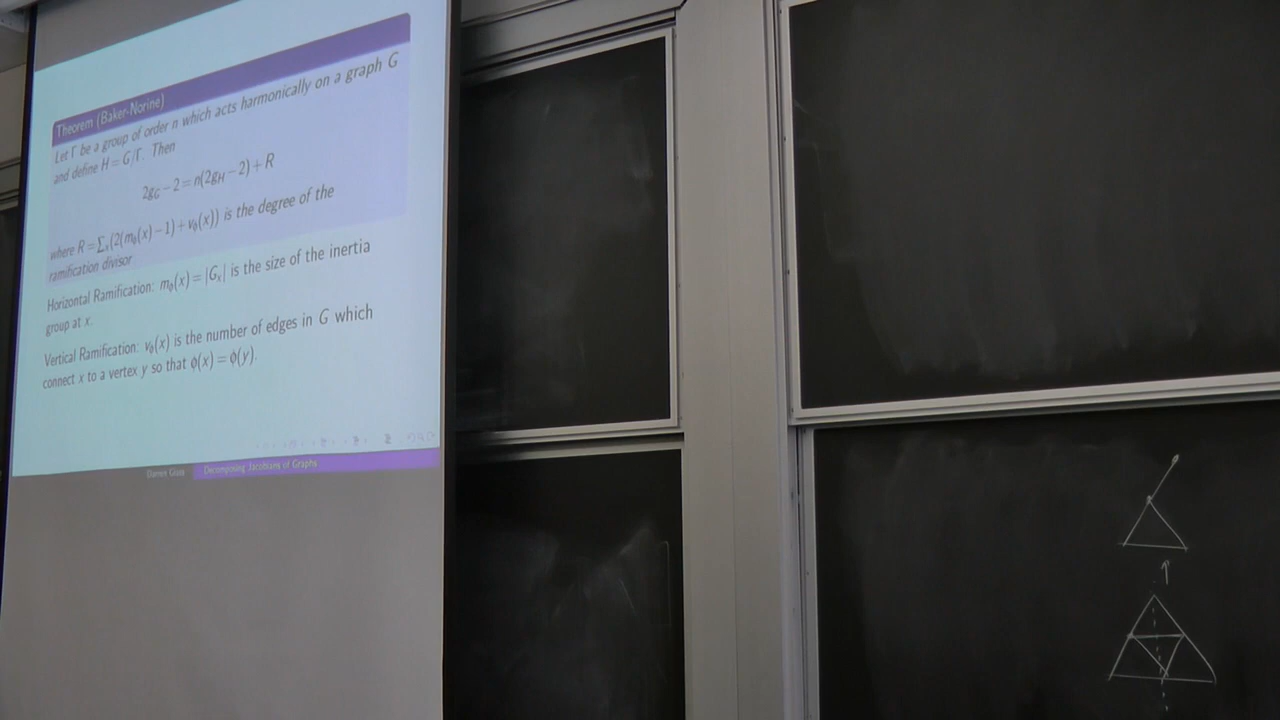 Theorem (Baker-Norine)
Let Γ be a group of order n which acts harmonically on a graph G
and define H = G/Γ. Then
2g_G − 2 = n(2g_H − 2) + R
where R = ∑_x(2(m_ϕ(x) − 1) + v_ϕ(x)) is the degree of the
ramification divisor
Horizontal Ramification: m_ϕ(x) = |G_x| is the size of the inertia
group at x.
Vertical Ramification: v_ϕ(x) is the number of edges in G which
connect x to a vertex y so that ϕ(x) = ϕ(y).
Darren Glass Decomposing Jacobians of Graphs